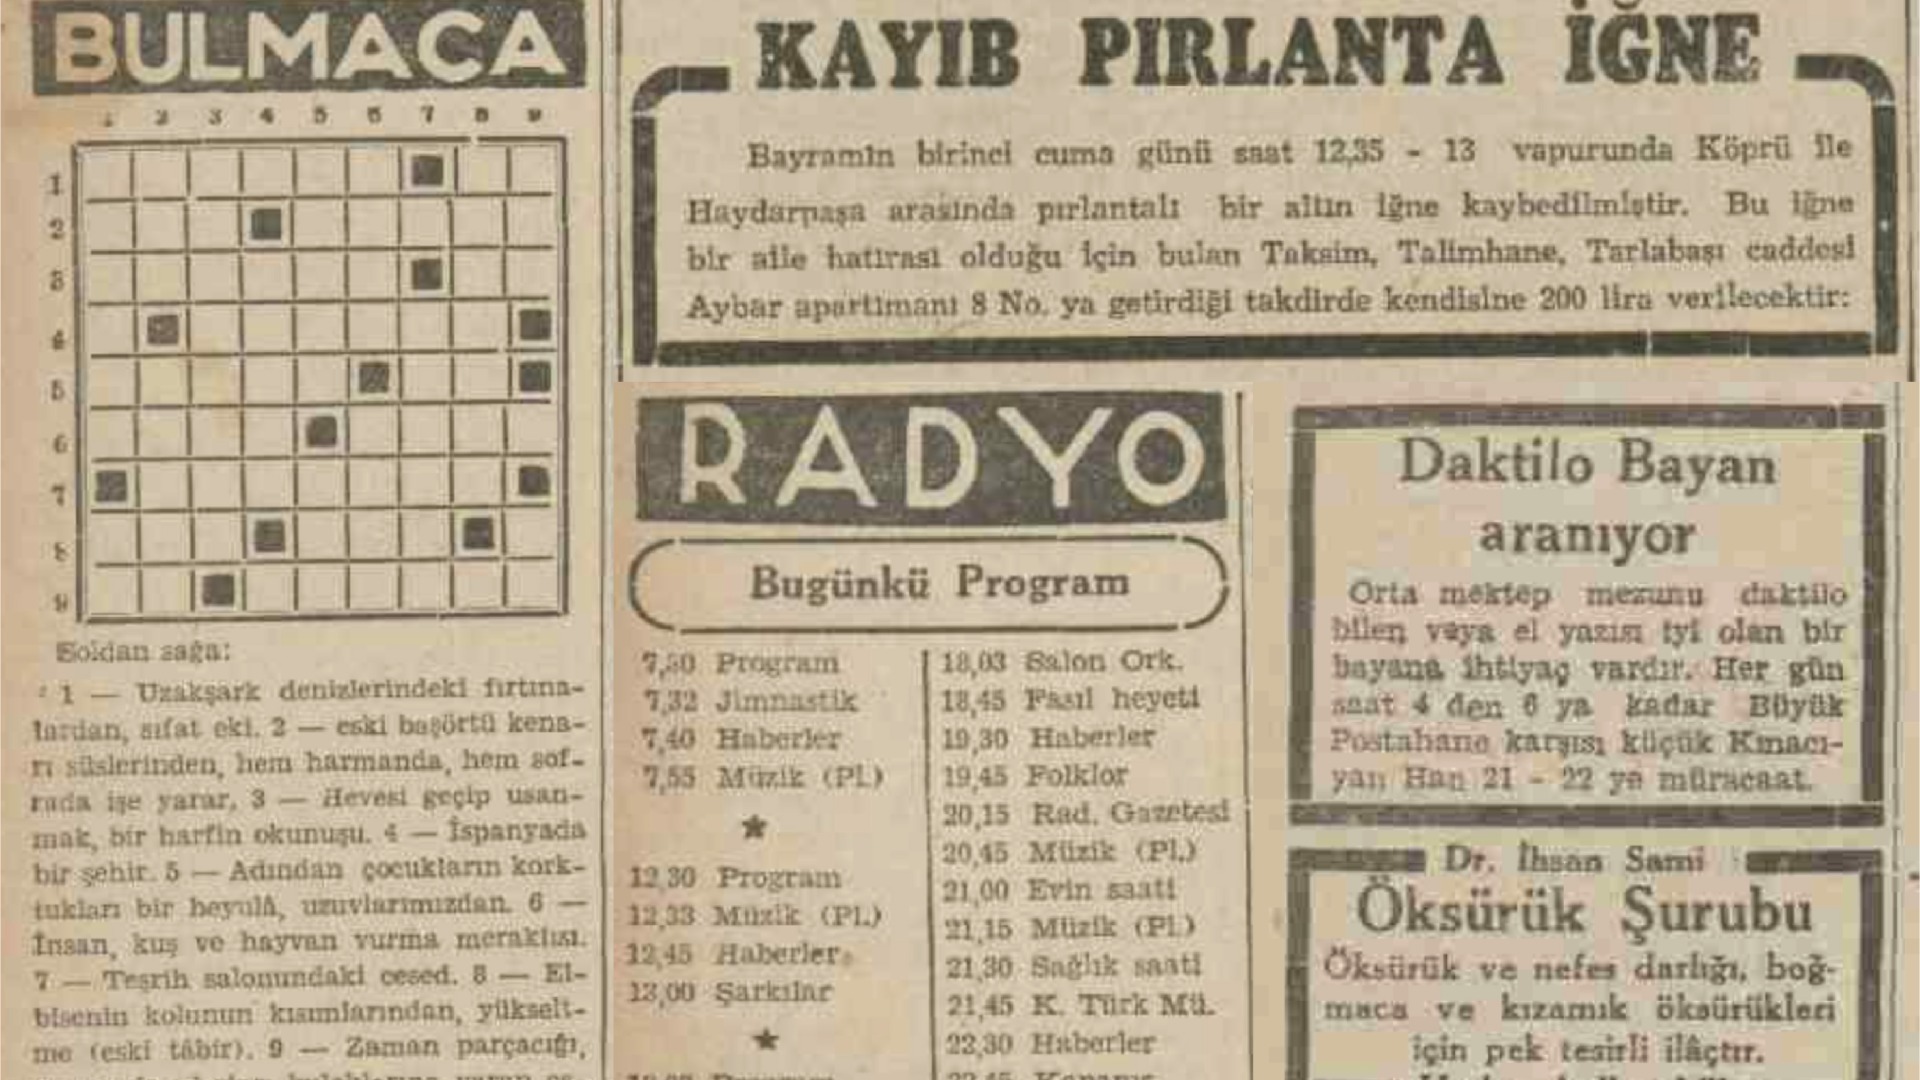 BULMACA
1 2 3 4 5 6 7 8 9
1
2
3
4
5
6
7
8
9
Soldan sağa:
1 — Uzakşark denizlerindeki fırtına-
lardan, sıfat eki. 2 — eski başörtü kena-
rı süslerinden, hem harmanda, hem sof-
rada işe yarar, 3 — Hevesi geçip usan-
mak, bir harfin okunuşu. 4 — İspanyada
bir şehir. 5 — Adından çocukların kork-
tukları bir heyulâ, uzuvlarımızdan. 6 —
İnsan, kuş ve hayvan vurma meraklısı.
7 — Teşrih salonundaki cesed. 8 — El-
bisenin kolunun kısımlarından, yükselt-
me (eski tâbir). 9 — Zaman parçacığı,
KAYIB PIRLANTA İĞNE
Bayramın birinci cuma günü saat 12,35 - 13 vapurunda Köprü ile
Haydarpaşa arasında pırlantalı bir altın iğne kaybedilmiştir. Bu iğne
bir aile hatırası olduğu için bulan Taksim, Talimhane, Tarlabaşı caddesi
Aybar apartımanı 8 No. ya getirdiği takdirde kendisine 200 lira verilecektir:
RADYO
Bugünkü Program
7,30 Program
7,32 Jimnastik
7,40 Haberler
7,55 Müzik (Pl.)
12,30 Program
12,33 Müzik (Pl.)
12,45 Haberler
13,00 Şarkılar
Program
18,03 Salon Ork.
18,45 Fasıl heyeti
19,30 Haberler
19,45 Folklor
20,15 Rad. Gazetesi
20,45 Müzik (Pl.)
21,00 Evin saati
21,15 Müzik (Pl.)
21,30 Sağlık saati
21,45 K. Türk Mü.
22,30 Haberler
22,45 Kapanış
Daktilo Bayan
aranıyor
Orta mektep mezunu daktilo
bilen veya el yazısı iyi olan bir
bayana ihtiyaç vardır. Her gün
saat 4 den 6 ya kadar Büyük
Postahane karşısı küçük Kınacı-
yan Han 21 - 22 ye müracaat.
Dr. İhsan Sami
Öksürük Şurubu
Öksürük ve nefes darlığı, boğ-
maca ve kızamık öksürükleri
için pek tesirli ilâçtır.